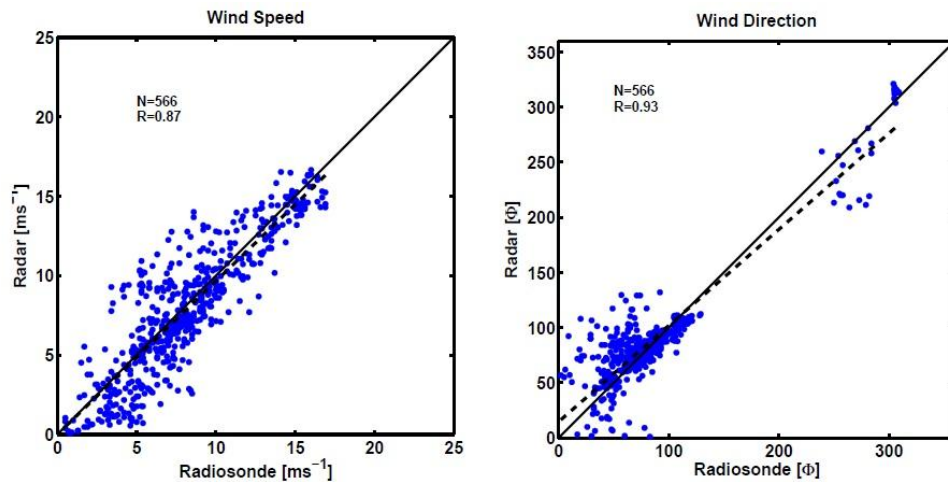 Wind Speed
25
20
15
10
5
0
Radar [ms⁻¹]
N=566
R=0.87
0 5 10 15 20 25
Radiosonde [ms⁻¹]
Wind Direction
350
300
250
200
150
100
50
0
Radar [Φ]
N=566
R=0.93
0 100 200 300
Radiosonde [Φ]